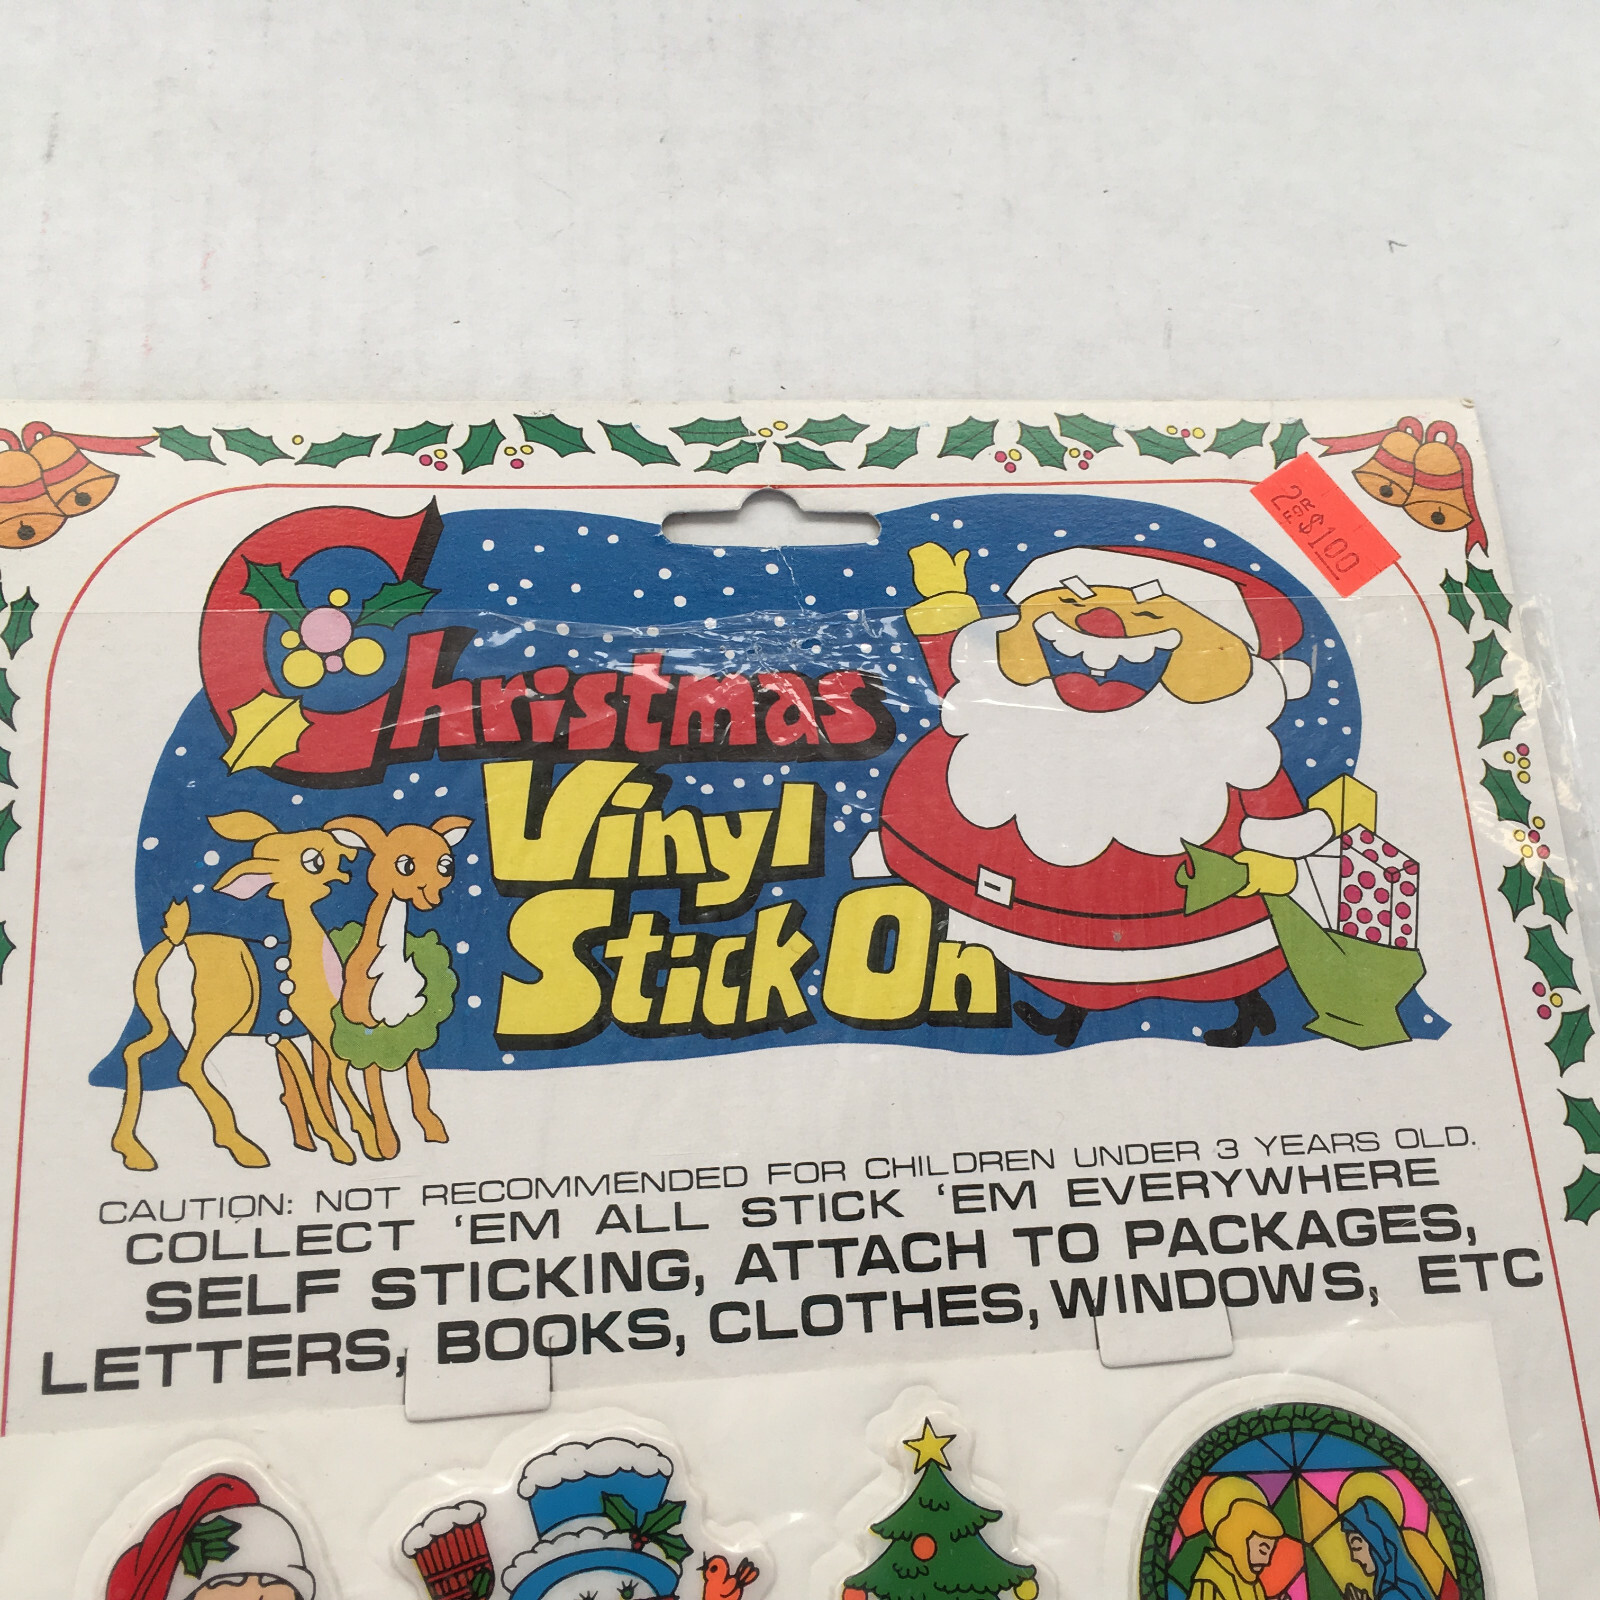 2
FOR
$1.00
Christmas
Vinyl
Stick On
CAUTION: NOT RECOMMENDED FOR CHILDREN UNDER 3 YEARS OLD.
COLLECT 'EM ALL STICK 'EM EVERYWHERE
SELF STICKING, ATTACH TO PACKAGES,
LETTERS, BOOKS, CLOTHES, WINDOWS, ETC